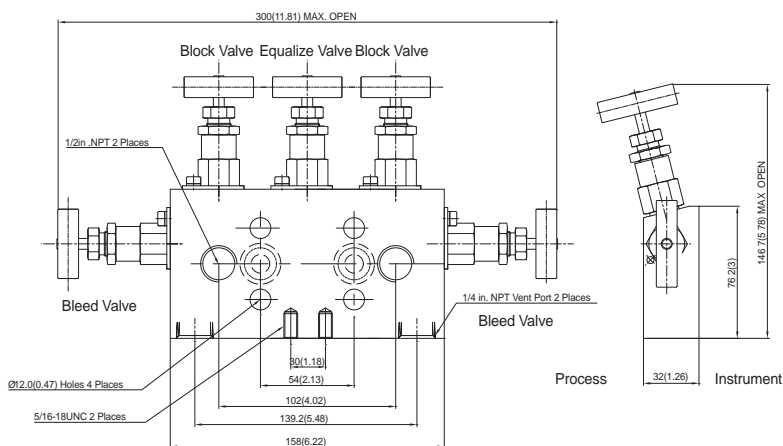 300(11.81) MAX. OPEN
Block Valve Equalize Valve Block Valve
1/2in .NPT 2 Places
Bleed Valve
1/4 in. NPT Vent Port 2 Places
Bleed Valve
30(1.18)
54(2.13)
Ø12.0(0.47) Holes 4 Places
102(4.02)
5/16-18UNC 2 Places
139.2(5.48)
158(6.22)
146 7(5 78) MAX OPEN
76 2(3)
Process
32(1.26)
Instrument